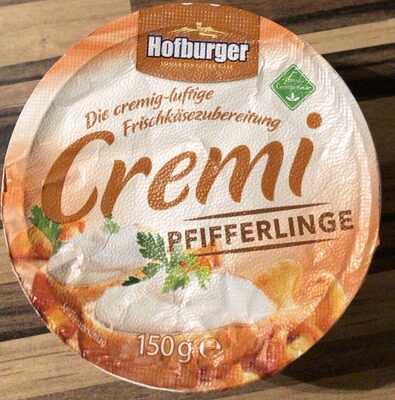 Hofburger
IMMER EIN GUTER KÄSE
Die cremig-luftige
Frischkäsezubereitung
Cremi
PFIFFERLINGE
150g e